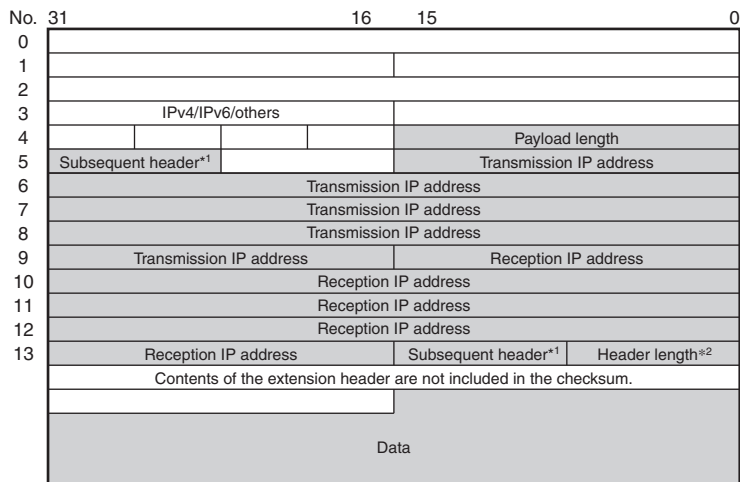 No. 31 16 15 0
0
1
2
3 IPv4/IPv6/others
4 Payload length
5 Subsequent header*1 Transmission IP address
6 Transmission IP address
7 Transmission IP address
8 Transmission IP address
9 Transmission IP address Reception IP address
10 Reception IP address
11 Reception IP address
12 Reception IP address
13 Reception IP address Subsequent header*1 Header length*2
Contents of the extension header are not included in the checksum.
Data